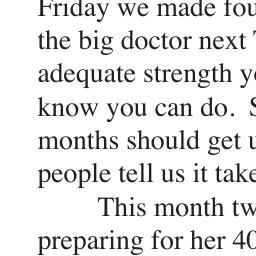 Friday we made fou
the big doctor next
adequate strength y
know you can do.
months should get
people tell us it take
This month tw
preparing for her 40